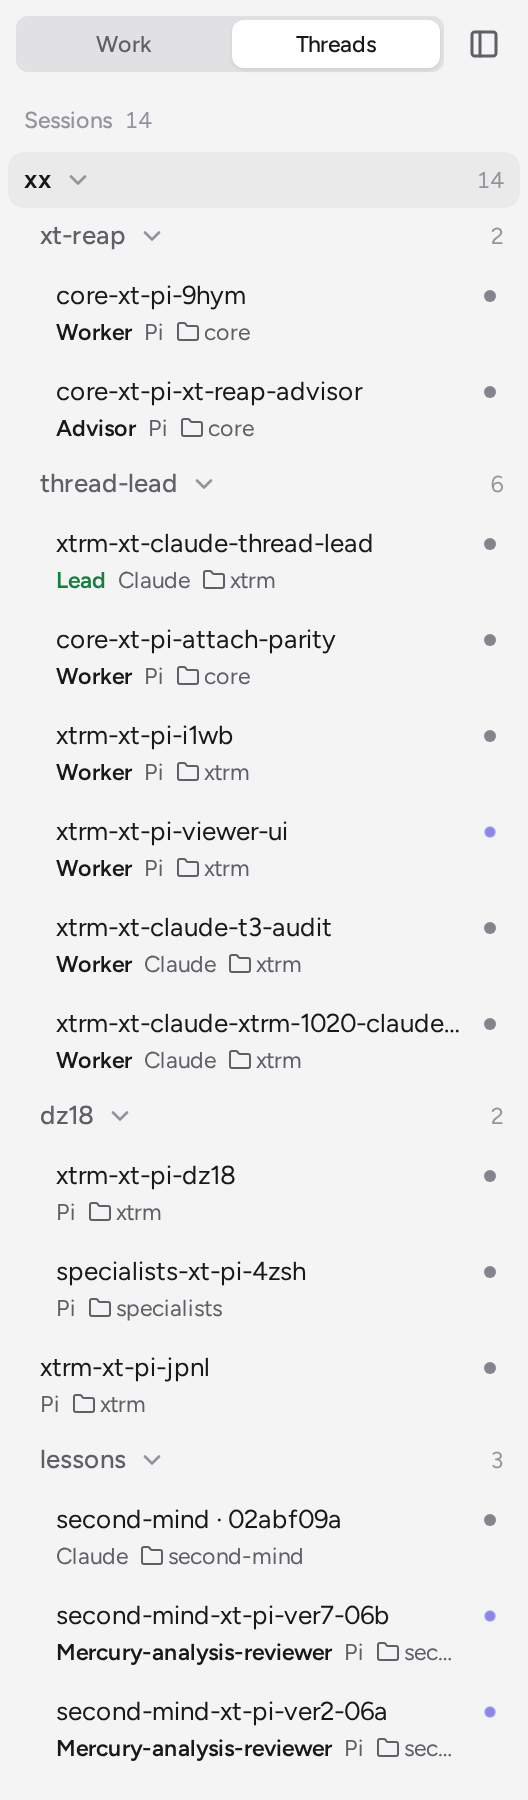 Work Threads
Sessions 14
xx 14
xt-reap 2
core-xt-pi-9hym
Worker Pi core
core-xt-pi-xt-reap-advisor
Advisor Pi core
thread-lead 6
xtrm-xt-claude-thread-lead
Lead Claude xtrm
core-xt-pi-attach-parity
Worker Pi core
xtrm-xt-pi-i1wb
Worker Pi xtrm
xtrm-xt-pi-viewer-ui
Worker Pi xtrm
xtrm-xt-claude-t3-audit
Worker Claude xtrm
xtrm-xt-claude-xtrm-1020-claude...
Worker Claude xtrm
dz18 2
xtrm-xt-pi-dz18
Pi xtrm
specialists-xt-pi-4zsh
Pi specialists
xtrm-xt-pi-jpnl
Pi xtrm
lessons 3
second-mind · 02abf09a
Claude second-mind
second-mind-xt-pi-ver7-06b
Mercury-analysis-reviewer Pi sec...
second-mind-xt-pi-ver2-06a
Mercury-analysis-reviewer Pi sec...